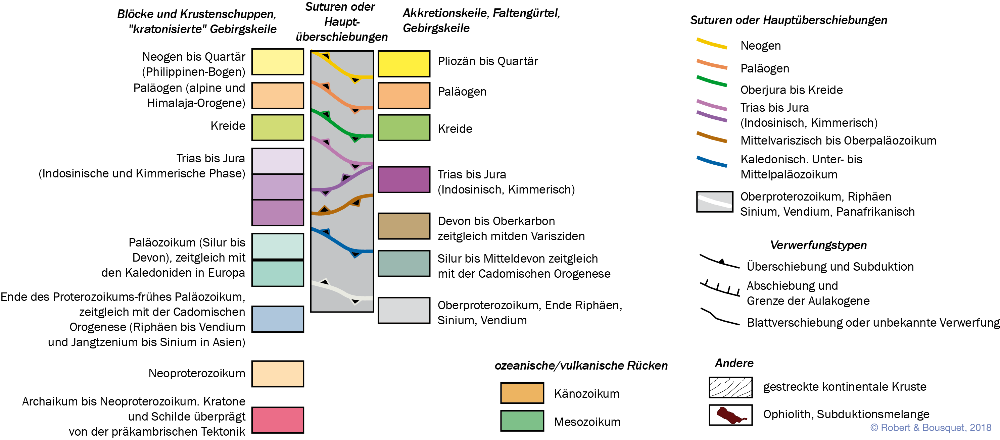 Blöcke und Krustenschuppen,
"kratonisierte" Gebirgskeile
Neogen bis Quartär
(Philippinen-Bogen)
Paläogen (alpine und
Himalaja-Orogene)
Kreide
Trias bis Jura
(Indosinische und Kimmerische Phase)
Paläozoikum (Silur bis
Devon), zeitgleich mit
den Kaledoniden in Europa
Ende des Proterozoikums-frühes Paläozoikum,
zeitgleich mit der Cadomischen
Orogenese (Riphäen bis Vendium
und Jangtzenium bis Sinium in Asien)
Neoproterozoikum
Archaikum bis Neoproterozoikum. Kratone
und Schilde überprägt
von der präkambrischen Tektonik
Suturen oder
Haupt-
überschiebungen
Akkretionskeile, Faltengürtel,
Gebirgskeile
Pliozän bis Quartär
Paläogen
Kreide
Trias bis Jura
(Indosinisch, Kimmerisch)
Devon bis Oberkarbon
zeitgleich mitden Varisziden
Silur bis Mitteldevon zeitgleich
mit der Cadomischen Orogenese
Oberproterozoikum, Ende Riphäen,
Sinium, Vendium
ozeanische/vulkanische Rücken
Känozoikum
Mesozoikum
Suturen oder Hauptüberschiebungen
Neogen
Paläogen
Oberjura bis Kreide
Trias bis Jura
(Indosinisch, Kimmerisch)
Mittelvariszisch bis Oberpaläozoikum
Kaledonisch. Unter- bis
Mittelpaläozoikum
Oberproterozoikum, Riphäen
Sinium, Vendium, Panafrikanisch
Verwerfungstypen
Überschiebung und Subduktion
Abschiebung und
Grenze der Aulakogene
Blattverschiebung oder unbekannte Verwerfung
Andere
gestreckte kontinentale Kruste
Ophiolith, Subduktionsmelange
© Robert & Bousquet, 2018